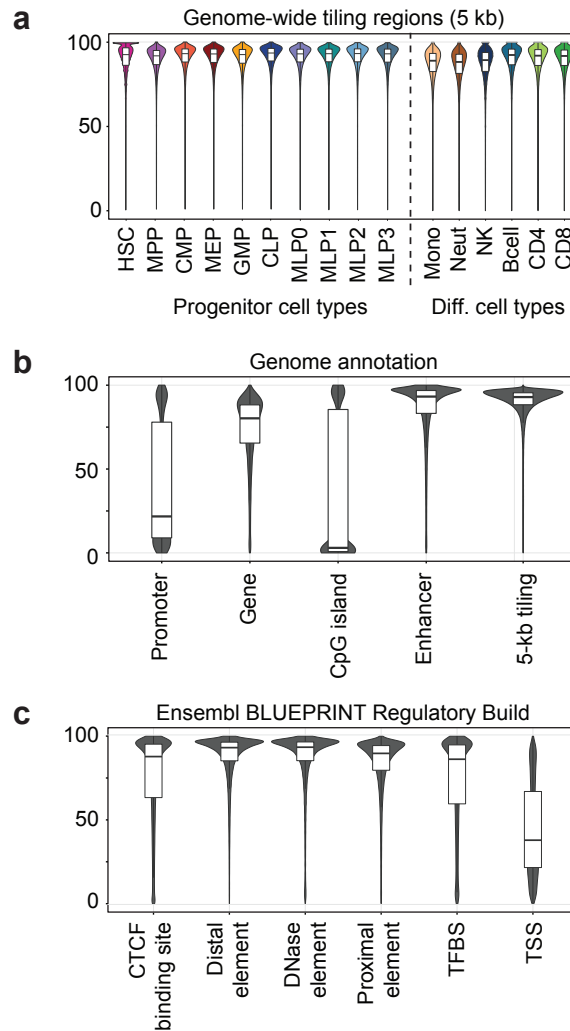 a
Genome-wide tiling regions (5 kb)
100
50
0
HSC
MPP
CMP
MEP
GMP
CLP
MLP0
MLP1
MLP2
MLP3
Mono
Neut
NK
Bcell
CD4
CD8
Progenitor cell types
Diff. cell types
b
Genome annotation
100
50
0
Promoter
Gene
CpG island
Enhancer
5-kb tiling
c
Ensembl BLUEPRINT Regulatory Build
100
50
0
CTCF
binding site
Distal
element
DNase
element
Proximal
element
TFBS
TSS